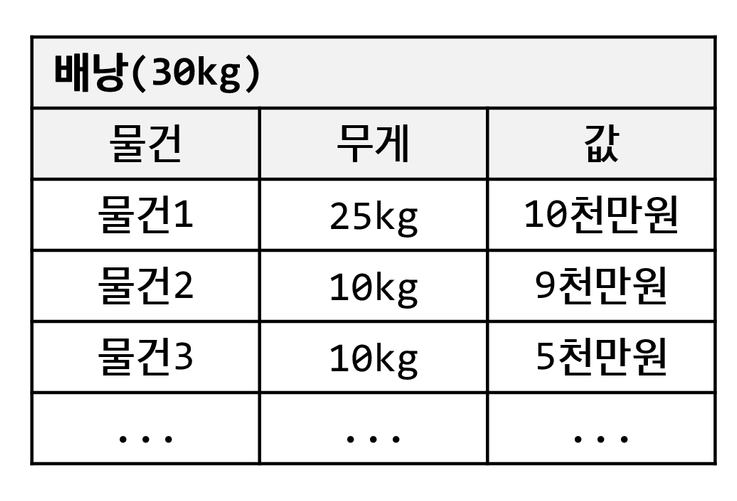 배낭(30kg)
물건 무게 값
물건1 25kg 10천만원
물건2 10kg 9천만원
물건3 10kg 5천만원
... ... ...